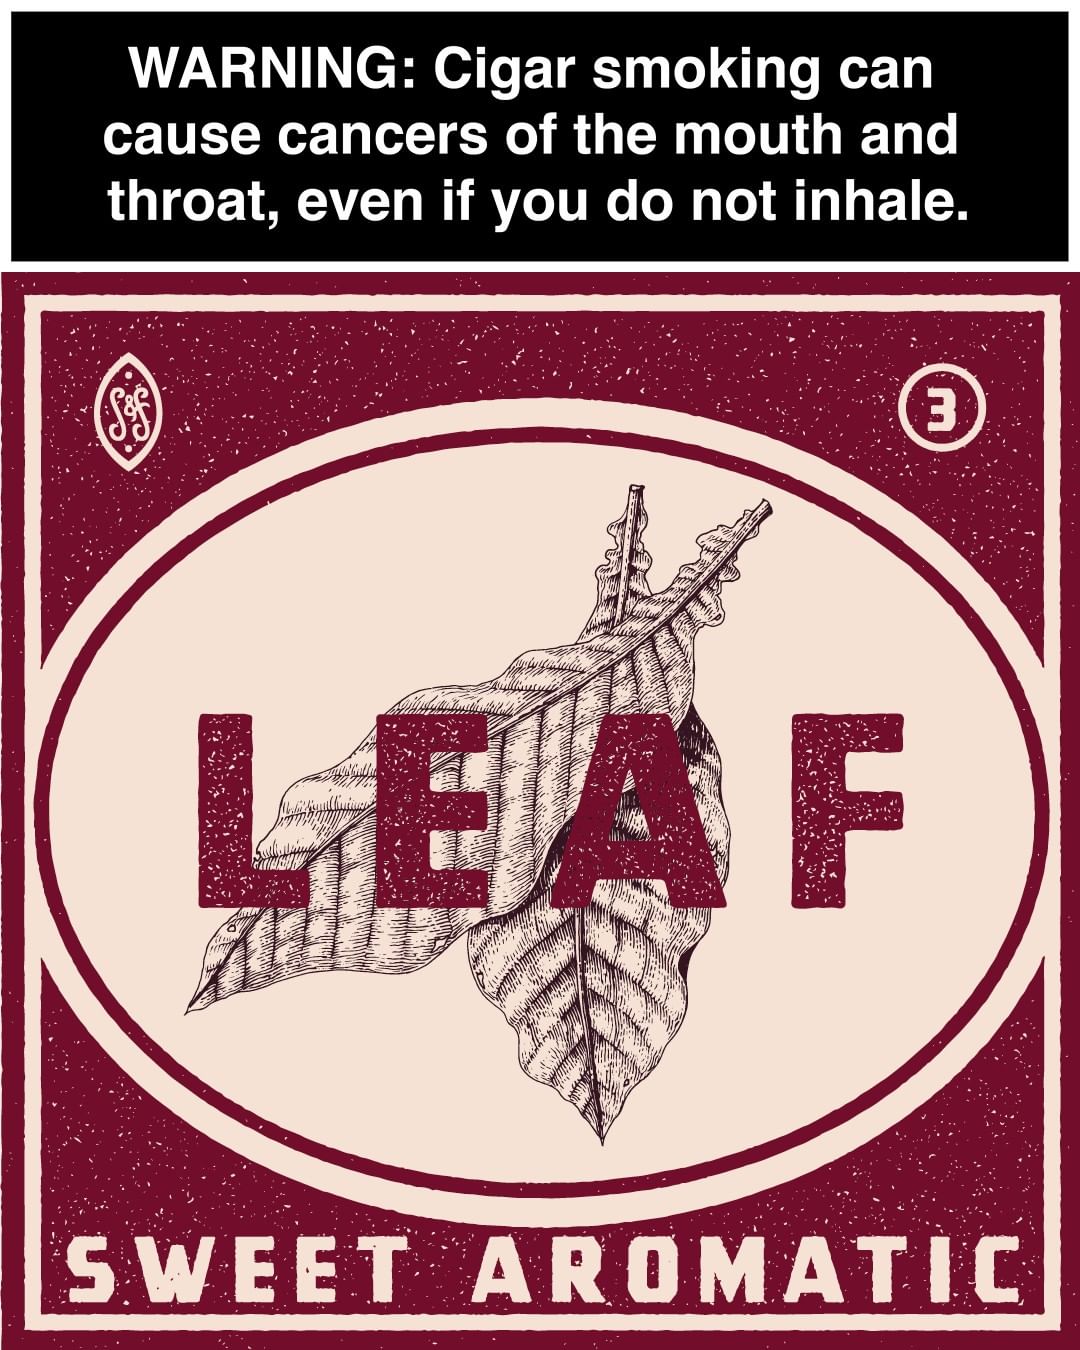 WARNING: Cigar smoking can
cause cancers of the mouth and
throat, even if you do not inhale.
S&S
3
LEAF
SWEET AROMATIC